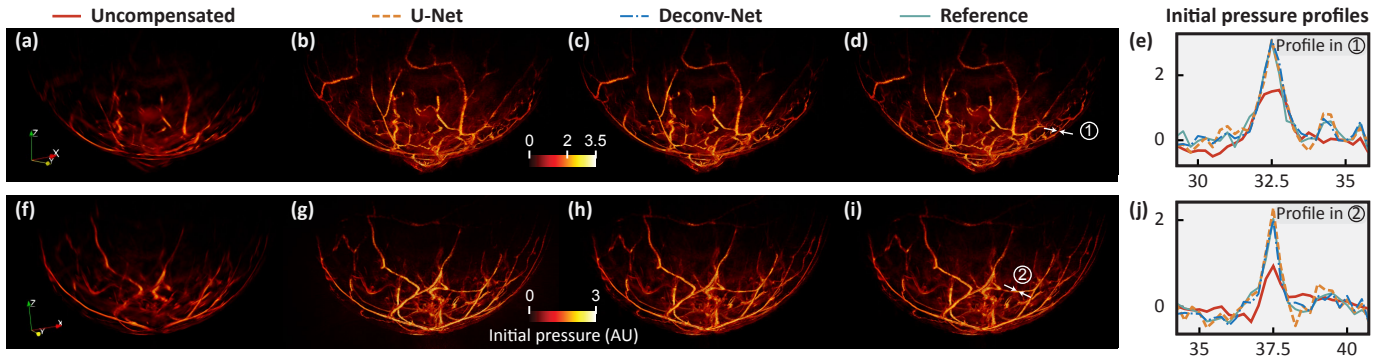 Uncompensated U-Net Deconv-Net Reference Initial pressure profiles
(a) (b) (c) (d) (e) Profile in ①
2
0
30 32.5 35
Z X
0 2 3.5
①
(f) (g) (h) (i) (j) Profile in ②
2
0
35 37.5 40
Z Y X
0 3
Initial pressure (AU)
②